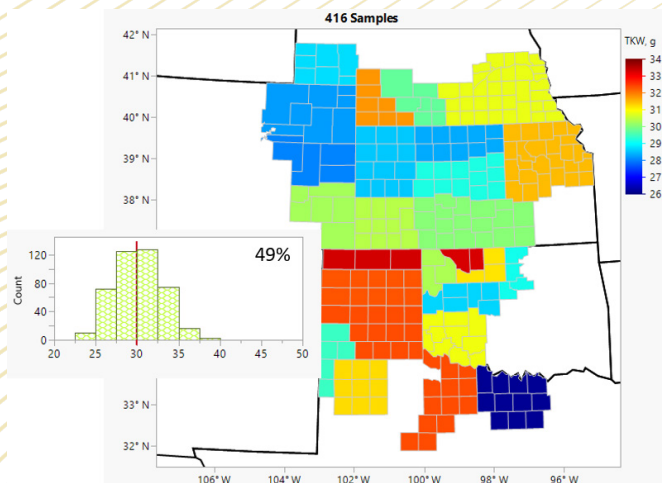 416 Samples
42° N
41° N
40° N
39° N
38° N
33° N
32° N
106° W
104° W
102° W
100° W
98° W
96° W
TKW, g
34
33
32
31
30
29
28
27
26
49%
Count
120
80
40
0
20
25
30
35
40
45
50